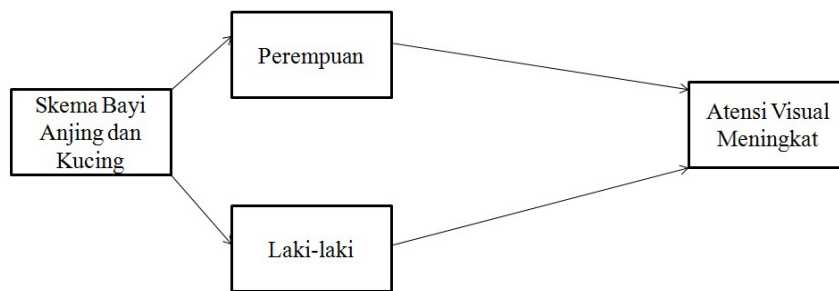 Perempuan
Skema Bayi
Anjing dan
Kucing
Atensi Visual
Meningkat
Laki-laki